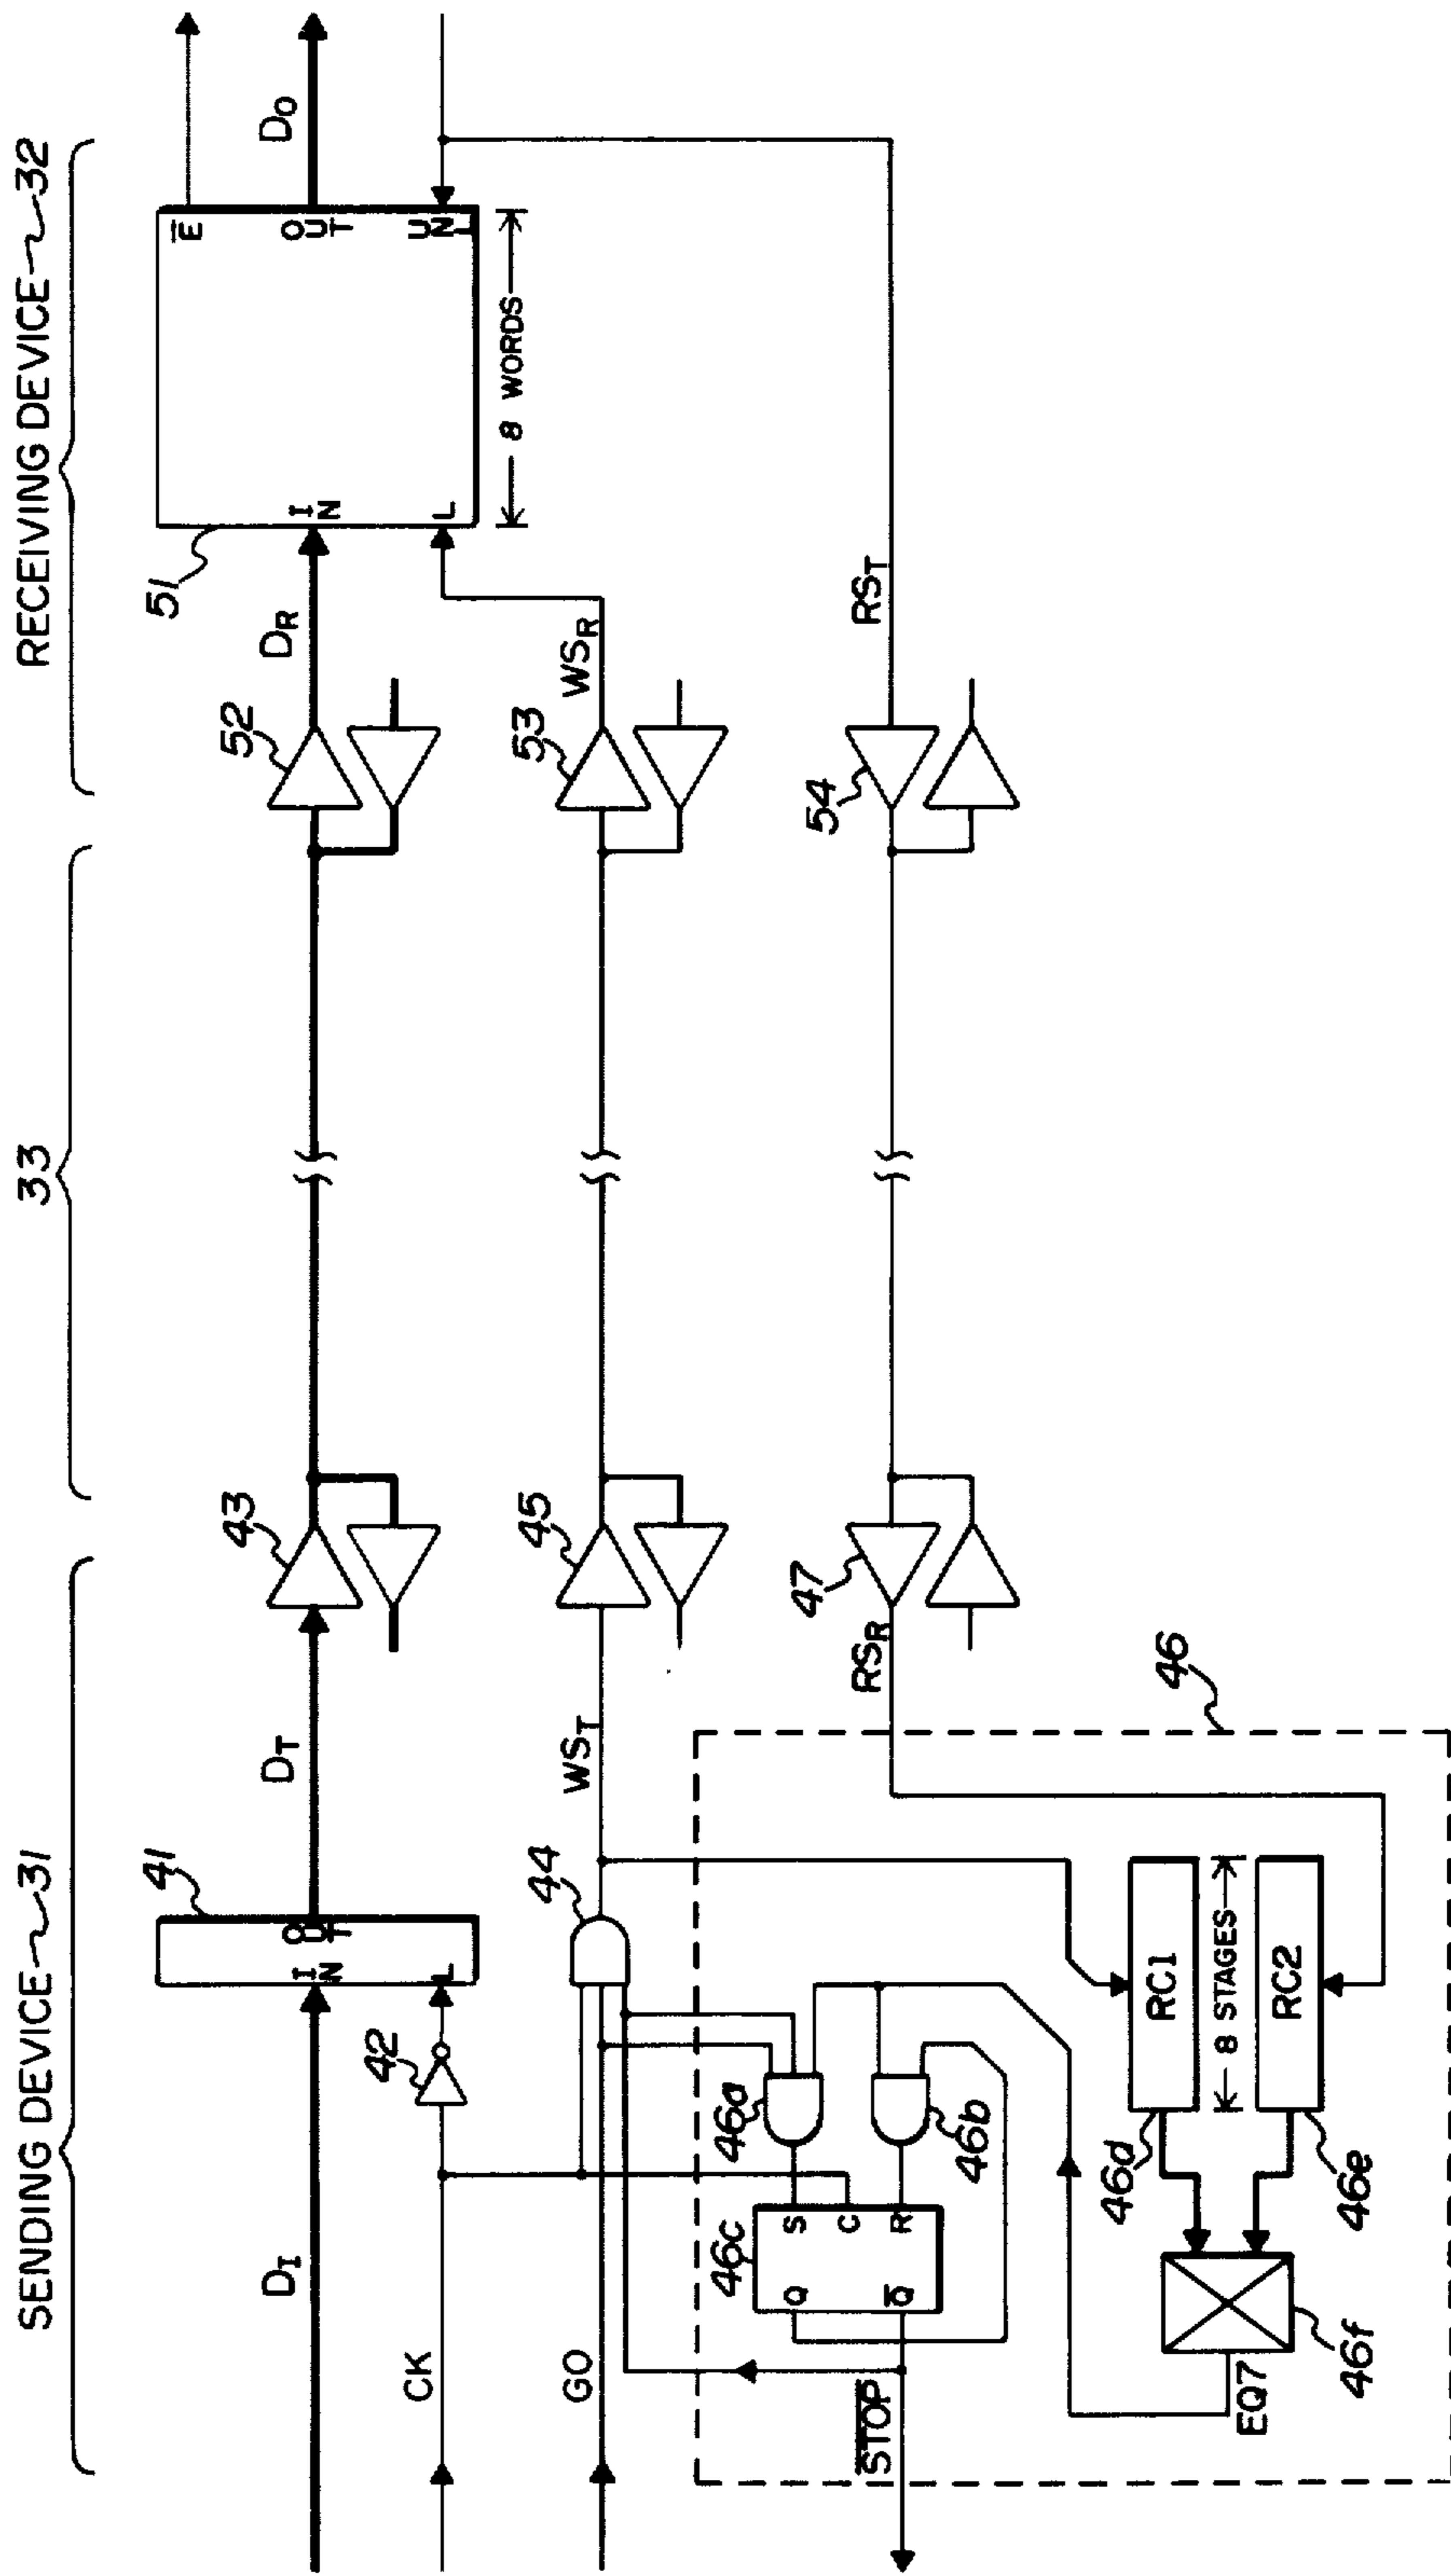 SENDING DEVICE 31
33
RECEIVING DEVICE 32
D_I
41
IN
OUT
L
D_T
43
52
D_R
51
IN
L
E̅
OUT
UNL
D_O
8 WORDS
CK
42
GO
44
WS_T
45
53
WS_R
STOP̅
46c
Q
Q̅
S
C
R
46a
46b
46
RS_R
47
54
RS_T
EQ7
46f
46d
46e
RC1
8 STAGES
RC2